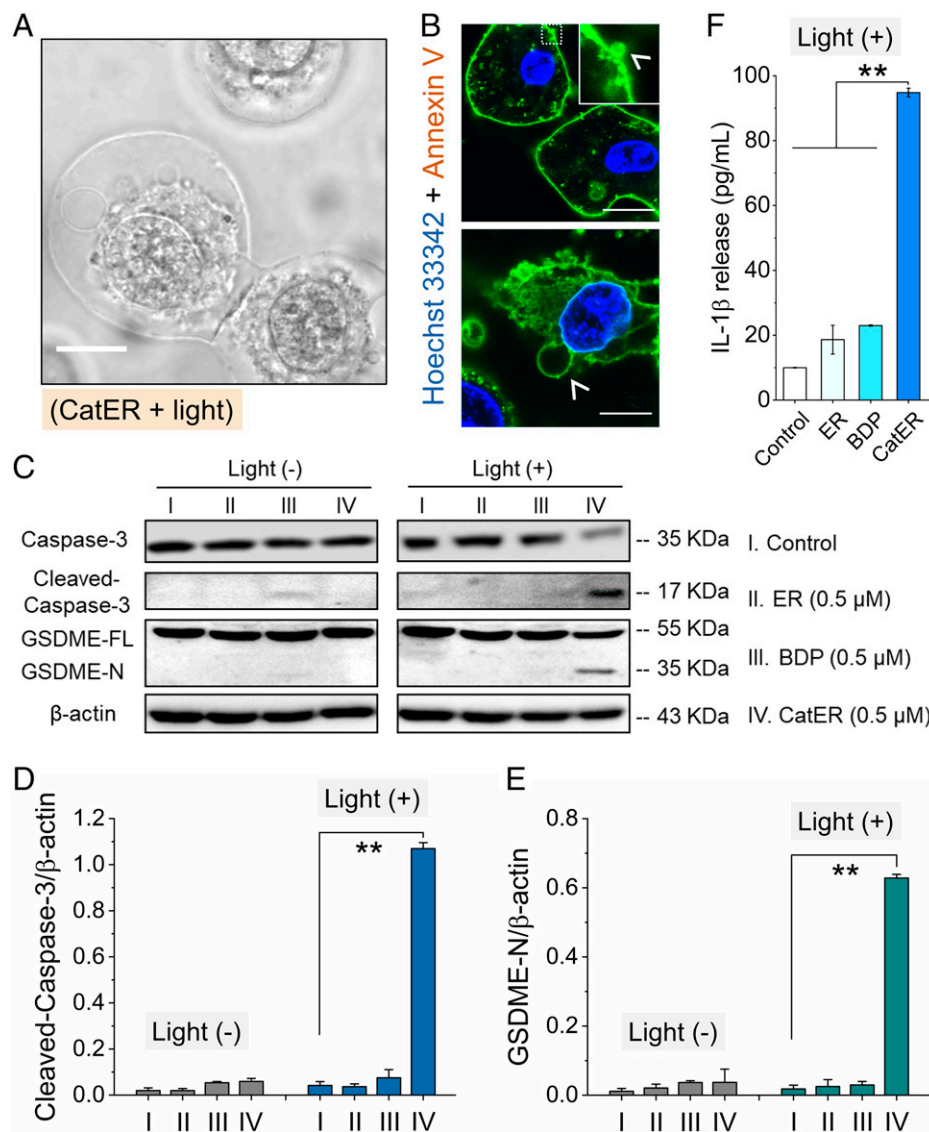 A
(CatER + light)
B
Hoechst 33342 + Annexin V
F
Light (+)
**
100
80
60
40
20
0
IL-1β release (pg/mL)
Control
ER
BDP
CatER
C
Light (-)
Light (+)
I II III IV
I II III IV
Caspase-3
-- 35 KDa
I. Control
Cleaved-
Caspase-3
-- 17 KDa
II. ER (0.5 μM)
GSDME-FL
-- 55 KDa
III. BDP (0.5 μM)
GSDME-N
-- 35 KDa
β-actin
-- 43 KDa
IV. CatER (0.5 μM)
D
Light (+)
**
1.2
1.0
0.8
0.6
0.4
0.2
0.0
Cleaved-Caspase-3/β-actin
Light (-)
I II III IV
I II III IV
E
Light (+)
**
0.8
0.6
0.4
0.2
0.0
GSDME-N/β-actin
Light (-)
I II III IV
I II III IV